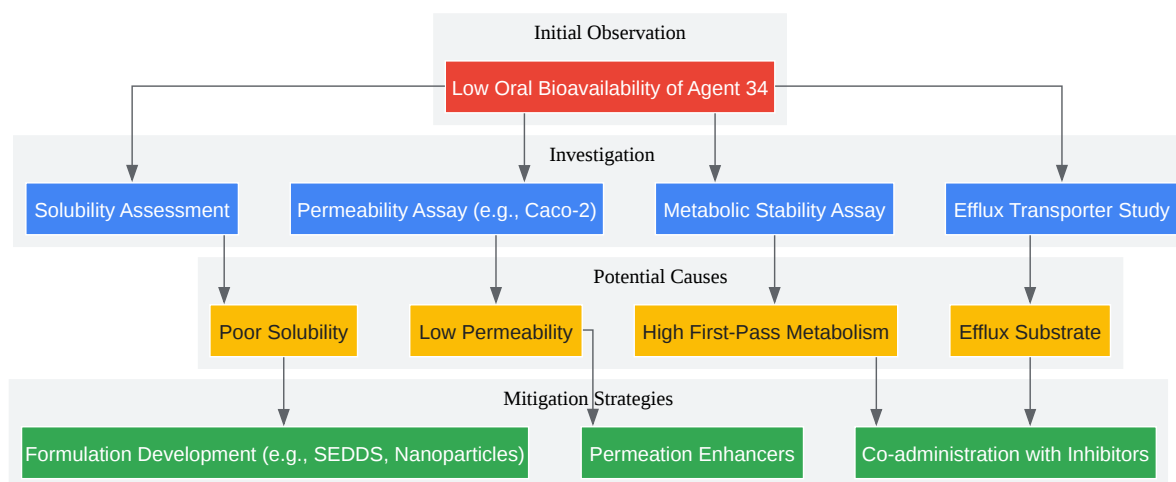 Initial Observation
Low Oral Bioavailability of Agent 34
Investigation
Solubility Assessment
Permeability Assay (e.g., Caco-2)
Metabolic Stability Assay
Efflux Transporter Study
Potential Causes
Poor Solubility
Low Permeability
High First-Pass Metabolism
Efflux Substrate
Mitigation Strategies
Formulation Development (e.g., SEDDS, Nanoparticles)
Permeation Enhancers
Co-administration with Inhibitors